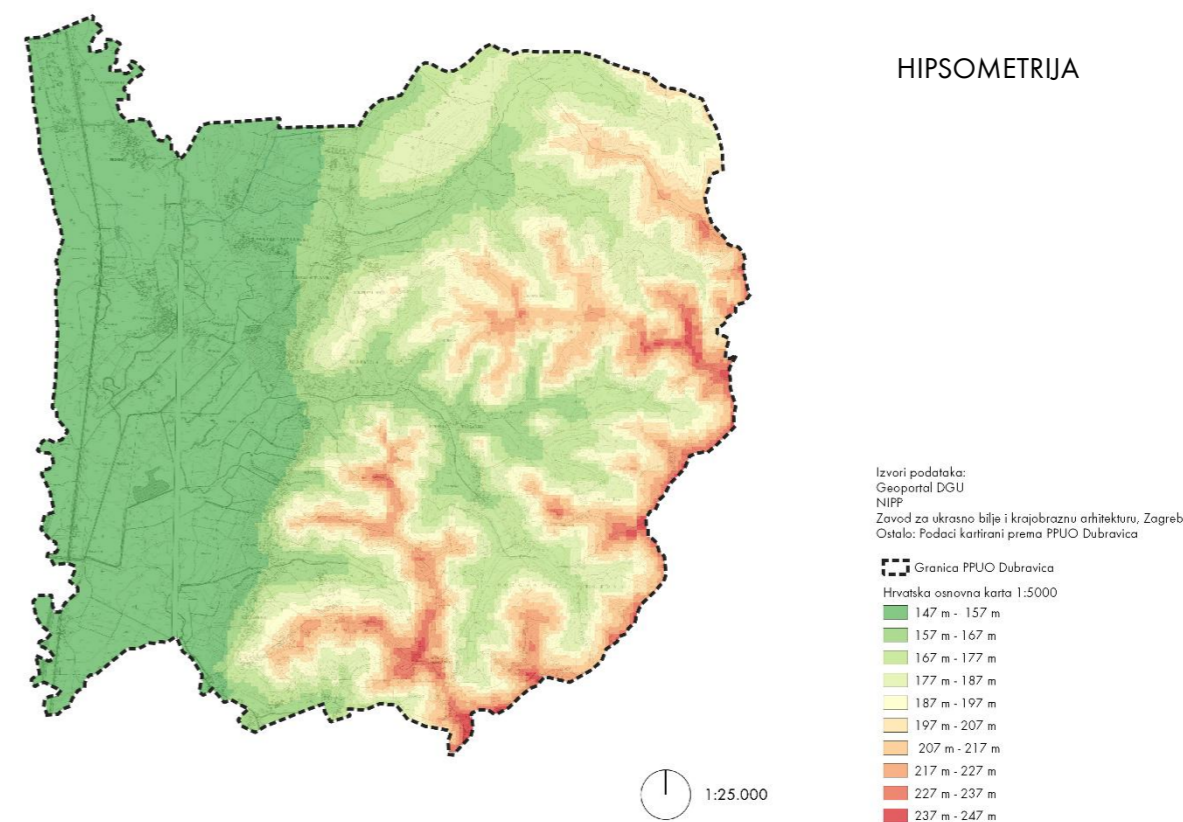 HIPSOMETRIJA
Izvori podataka:
Geoportal DGU
NIPP
Zavod za ukrasno bilje i krajobraznu arhitekturu, Zagreb
Ostalo: Podaci kartirani prema PPUO Dubravica
Granica PPUO Dubravica
Hrvatska osnovna karta 1:5000
147 m - 157 m
157 m - 167 m
167 m - 177 m
177 m - 187 m
187 m - 197 m
197 m - 207 m
207 m - 217 m
217 m - 227 m
227 m - 237 m
237 m - 247 m
1:25.000